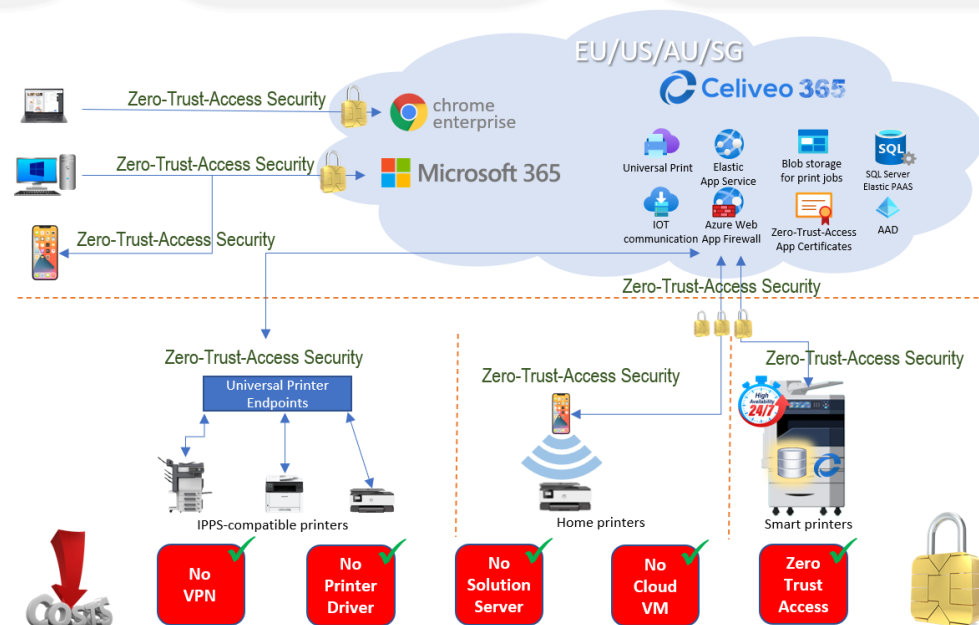 EU/US/AU/SG
Celiveo 365
Zero-Trust-Access Security
chrome
enterprise
Zero-Trust-Access Security
Microsoft 365
Zero-Trust-Access Security
Universal Print
Elastic
App Service
Blob storage
for print jobs
SQL
SQL Server
Elastic PAAS
IOT
communication
Azure Web
App Firewall
Zero-Trust-Access
App Certificates
AAD
Zero-Trust-Access Security
Zero-Trust-Access Security
Universal Printer
Endpoints
IPPS-compatible printers
Zero-Trust-Access Security
Home printers
Zero-Trust-Access Security
High
Availability
24/7
Smart printers
Costs
No
VPN
No
Printer
Driver
No
Solution
Server
No
Cloud
VM
Zero
Trust
Access